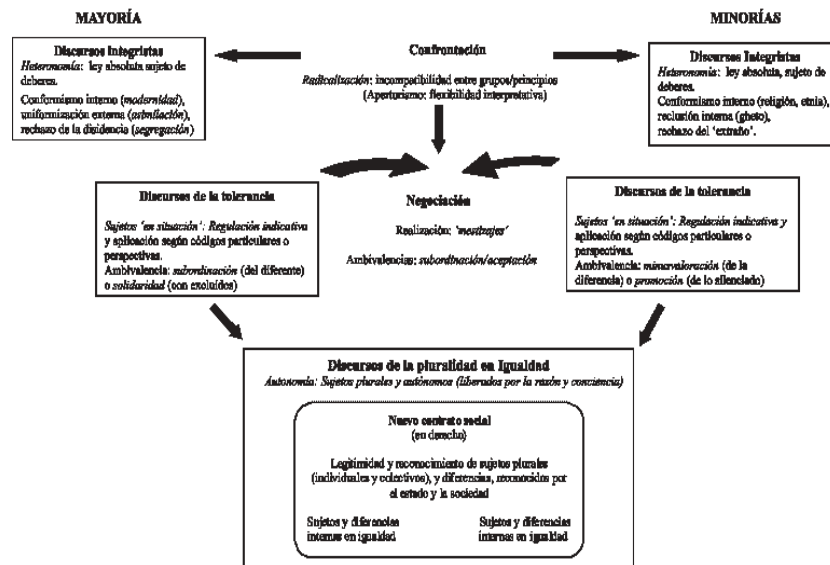 MAYORÍA
MINORÍAS
Discursos integristas
Heteronomía: ley absoluta sujeto de
deberes.
Conformismo interno (modernidad),
uniformización externa (asimilación),
rechazo de la disidencia (segregación)
Confrontación
Radicalización: incompatibilidad entre grupos/principios
(Aperturismo: flexibilidad interpretativa)
Discursos Integristas
Heteronomía: ley absoluta, sujeto de
deberes.
Conformismo interno (religión, etnia),
reclusión interna (gheto),
rechazo del ‘extraño’.
Discursos de la tolerancia
Sujetos ‘en situación’: Regulación indicativa
y aplicación según códigos particulares o
perspectivas.
Ambivalencia: subordinación (del diferente)
o solidaridad (con excluidos)
Negociación
Realización: ‘mestizajes’
Ambivalencias: subordinación/aceptación
Discursos de la tolerancia
Sujetos ‘en situación’: Regulación indicativa y
aplicación según códigos particulares o
perspectivas.
Ambivalencia: minusvaloración (de la
diferencia) o promoción (de lo silenciado)
Discursos de la pluralidad en Igualdad
Autonomía: Sujetos plurales y autónomos (liberados por la razón y conciencia)
Nuevo contrato social
(en derecho)
Legitimidad y reconocimiento de sujetos plurales
(individuales y colectivos), y diferencias, reconocidos por
el estado y la sociedad
Sujetos y diferencias
internas en igualdad
Sujetos y diferencias
internas en igualdad